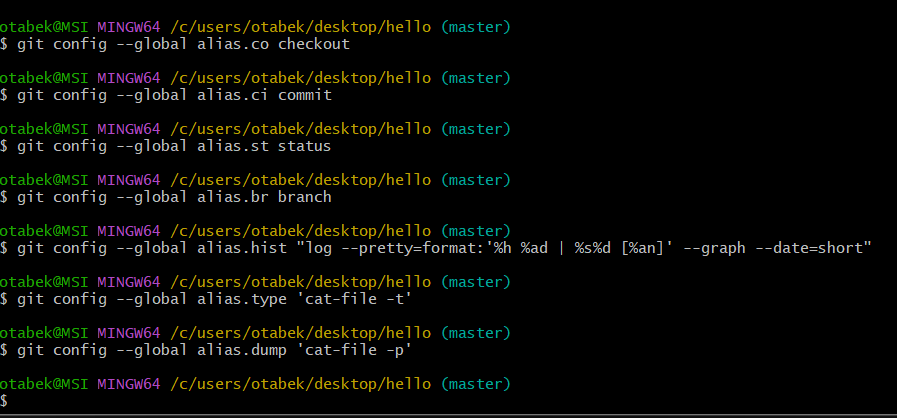 otabek@MSI MINGW64 /c/users/otabek/desktop/hello (master)
$ git config --global alias.co checkout
otabek@MSI MINGW64 /c/users/otabek/desktop/hello (master)
$ git config --global alias.ci commit
otabek@MSI MINGW64 /c/users/otabek/desktop/hello (master)
$ git config --global alias.st status
otabek@MSI MINGW64 /c/users/otabek/desktop/hello (master)
$ git config --global alias.br branch
otabek@MSI MINGW64 /c/users/otabek/desktop/hello (master)
$ git config --global alias.hist "log --pretty=format:'%h %ad | %s%d [%an]' --graph --date=short"
otabek@MSI MINGW64 /c/users/otabek/desktop/hello (master)
$ git config --global alias.type 'cat-file -t'
otabek@MSI MINGW64 /c/users/otabek/desktop/hello (master)
$ git config --global alias.dump 'cat-file -p'
otabek@MSI MINGW64 /c/users/otabek/desktop/hello (master)
$